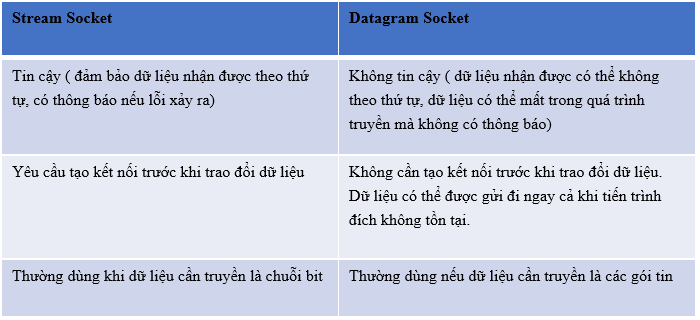 Stream Socket
Datagram Socket
Tin cậy ( đảm bảo dữ liệu nhận được theo thứ
tự, có thông báo nếu lỗi xảy ra)
Không tin cậy ( dữ liệu nhận được có thể không
theo thứ tự, dữ liệu có thể mất trong quá trình
truyền mà không có thông báo)
Yêu cầu tạo kết nối trước khi trao đổi dữ liệu
Không cần tạo kết nối trước khi trao đổi dữ liệu.
Dữ liệu có thể được gửi đi ngay cả khi tiến trình
đích không tồn tại.
Thường dùng khi dữ liệu cần truyền là chuỗi bit
Thường dùng nếu dữ liệu cần truyền là các gói tin